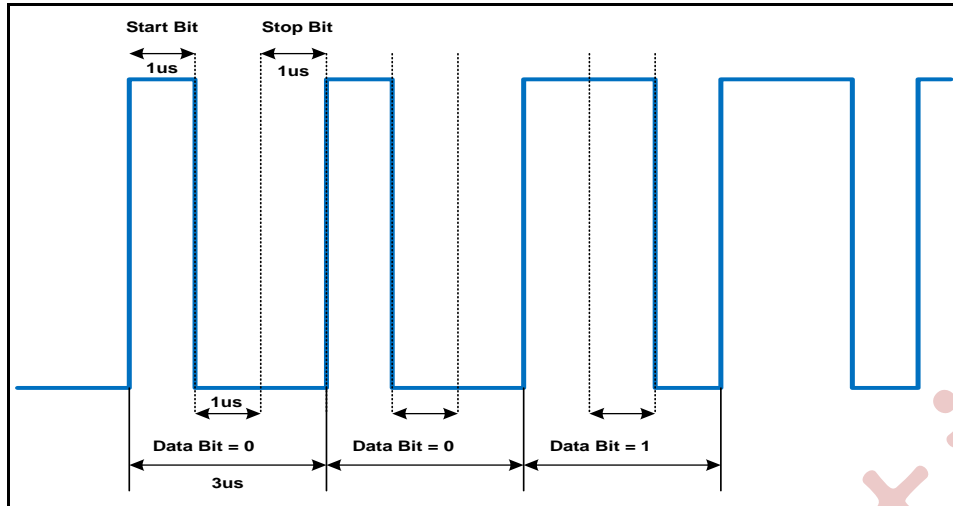 Start Bit
Stop Bit
1us
1us
1us
Data Bit = 0
Data Bit = 0
Data Bit = 1
3us